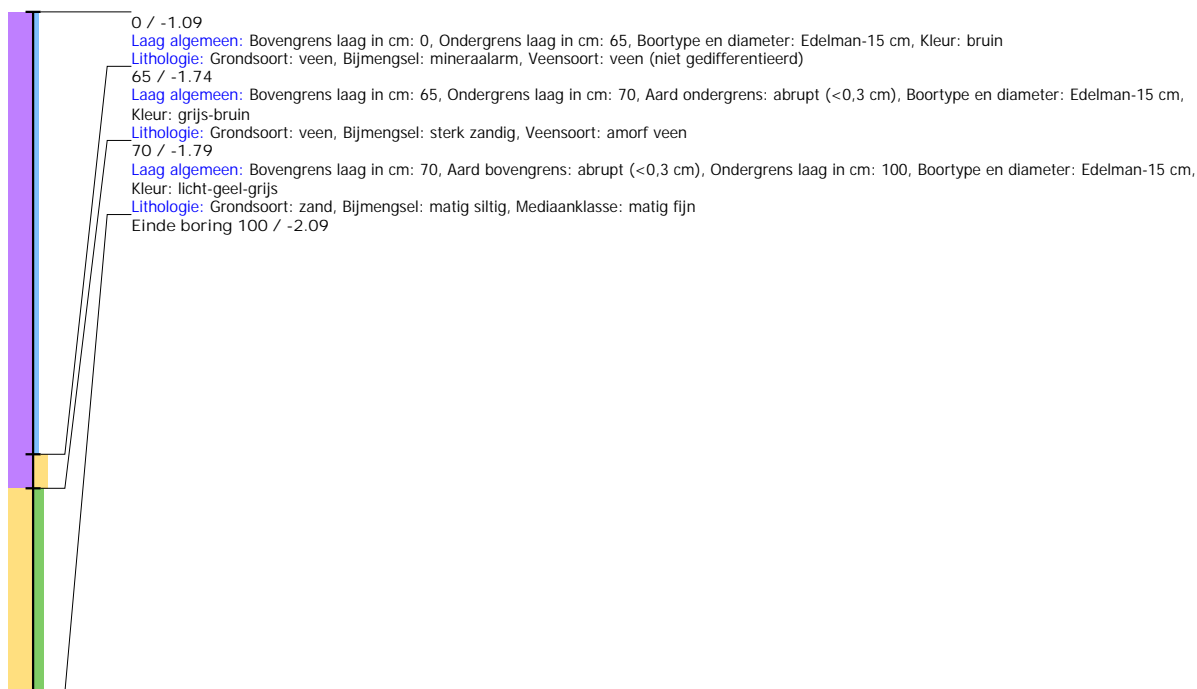 0 / -1.09
Laag algemeen: Bovengrens laag in cm: 0, Ondergrens laag in cm: 65, Boortype en diameter: Edelman-15 cm, Kleur: bruin
Lithologie: Grondsoort: veen, Bijmengsel: mineraalarm, Veensoort: veen (niet gedifferentieerd)
65 / -1.74
Laag algemeen: Bovengrens laag in cm: 65, Ondergrens laag in cm: 70, Aard ondergrens: abrupt (<0,3 cm), Boortype en diameter: Edelman-15 cm,
Kleur: grijs-bruin
Lithologie: Grondsoort: veen, Bijmengsel: sterk zandig, Veensoort: amorf veen
70 / -1.79
Laag algemeen: Bovengrens laag in cm: 70, Aard bovengrens: abrupt (<0,3 cm), Ondergrens laag in cm: 100, Boortype en diameter: Edelman-15 cm,
Kleur: licht-geel-grijs
Lithologie: Grondsoort: zand, Bijmengsel: matig siltig, Mediaanklasse: matig fijn
Einde boring 100 / -2.09